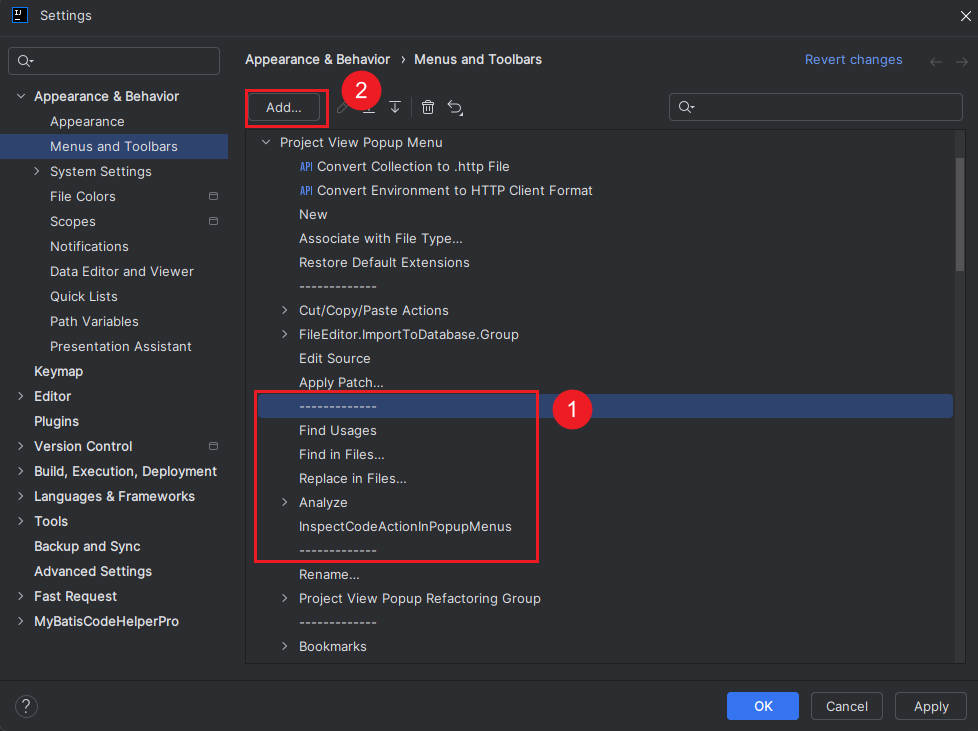 Settings
Appearance & Behavior
Appearance
Menus and Toolbars
System Settings
File Colors
Scopes
Notifications
Data Editor and Viewer
Quick Lists
Path Variables
Presentation Assistant
Keymap
Editor
Plugins
Version Control
Build, Execution, Deployment
Languages & Frameworks
Tools
Backup and Sync
Advanced Settings
Fast Request
MyBatisCodeHelperPro
Appearance & Behavior › Menus and Toolbars
Revert changes
Add...
2
Project View Popup Menu
API Convert Collection to .http File
API Convert Environment to HTTP Client Format
New
Associate with File Type...
Restore Default Extensions
-------------
Cut/Copy/Paste Actions
FileEditor.ImportToDatabase.Group
Edit Source
Apply Patch...
-------------
1
Find Usages
Find in Files...
Replace in Files...
Analyze
InspectCodeActionInPopupMenus
-------------
Rename...
Project View Popup Refactoring Group
-------------
Bookmarks
?
OK
Cancel
Apply